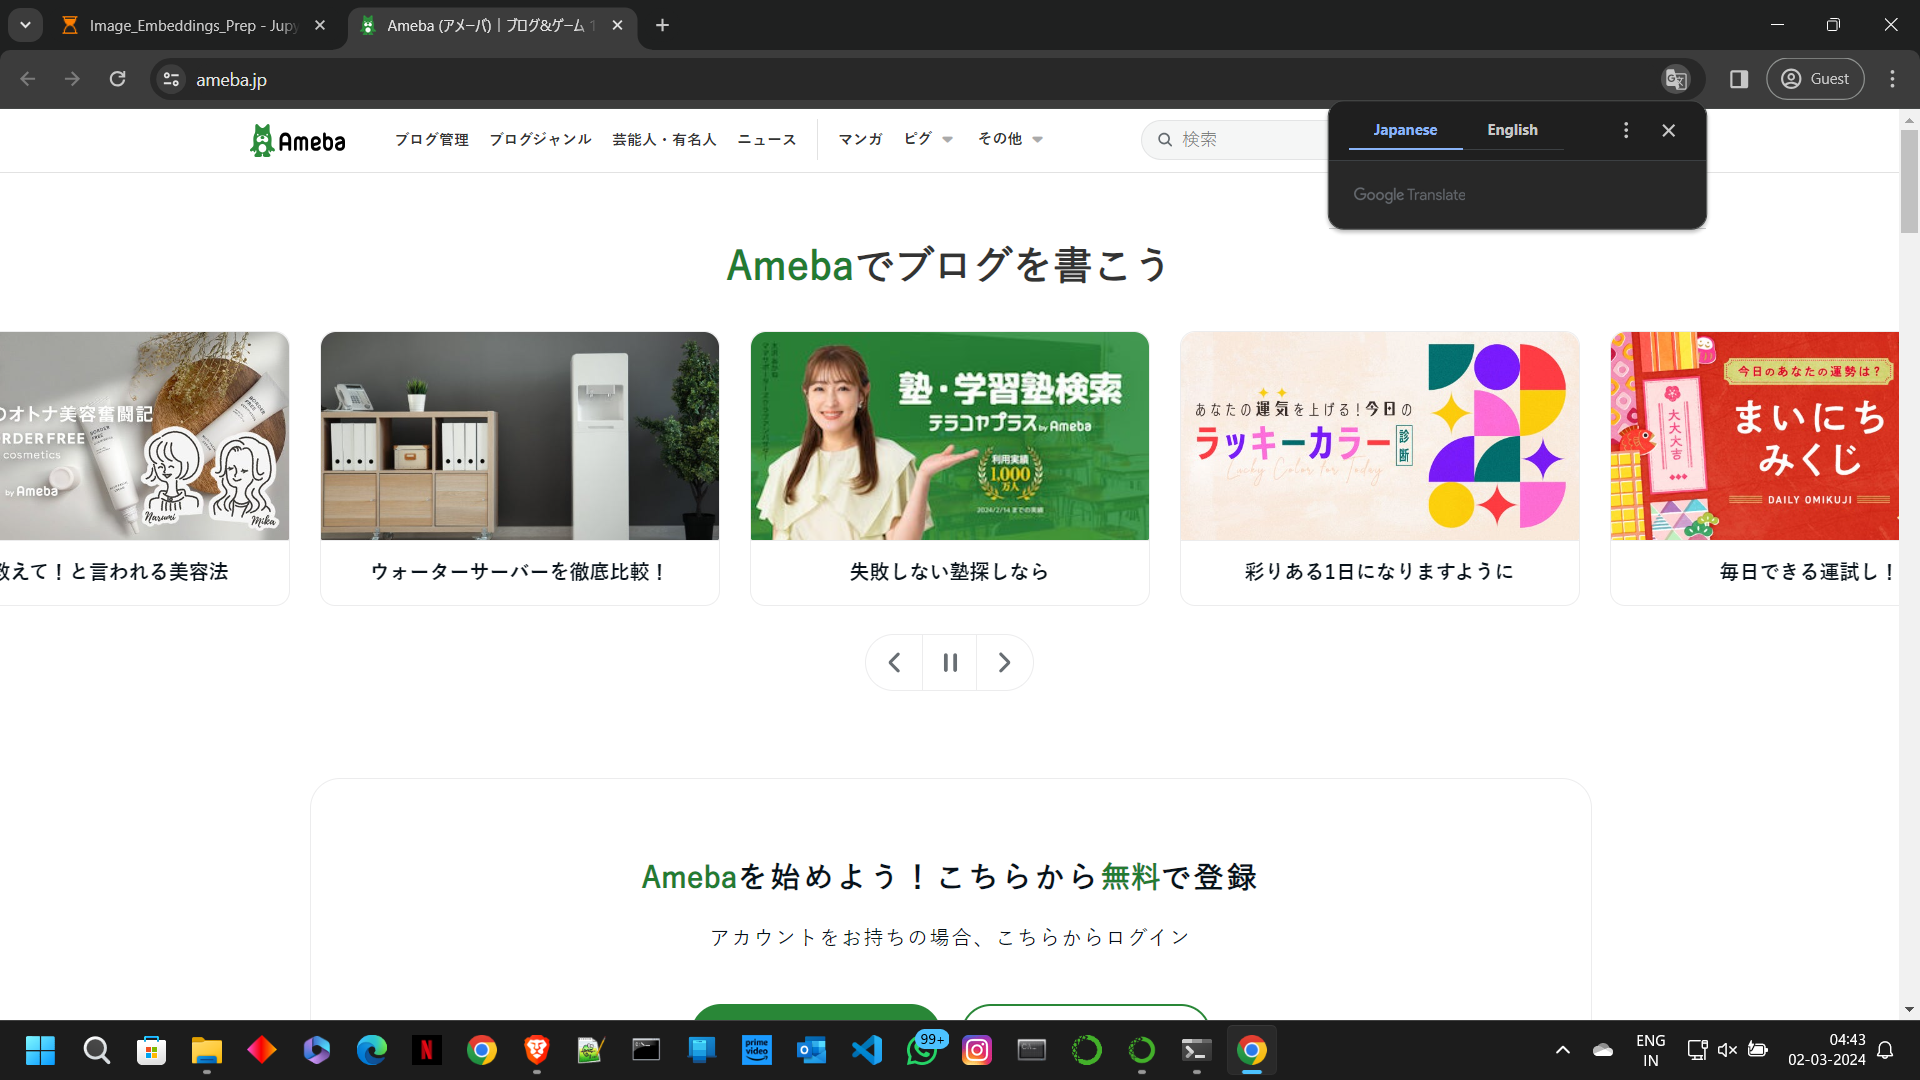 Image_Embeddings_Prep - Jupy
Ameba (アメーバ)｜ブログ&ゲーム
ameba.jp
Guest
Japanese
English
Google Translate
Ameba
ブログ管理
ブログジャンル
芸能人・有名人
ニュース
マンガ
ピグ
その他
検索
Amebaでブログを書こう
のオトナ美容奮闘記
RDER FREE
cosmetics
by Ameba
BORDER FREE
Narumi
Mika
教えて！と言われる美容法
ウォーターサーバーを徹底比較！
塾・学習塾検索
テラコヤプラス by Ameba
利用実績
1,000
万人
2024/2/14 までの実績
失敗しない塾探しなら
あなたの運気を上げる！今日の
ラッキーカラー
診断
Lucky Color for Today
彩りある1日になりますように
今日のあなたの運勢は？
大大大吉
まいにち
みくじ
DAILY OMIKUJI
毎日できる運試し！
Amebaを始めよう！こちらから無料で登録
アカウントをお持ちの場合、こちらからログイン
prime
video
99+
ENG
IN
04:43
02-03-2024